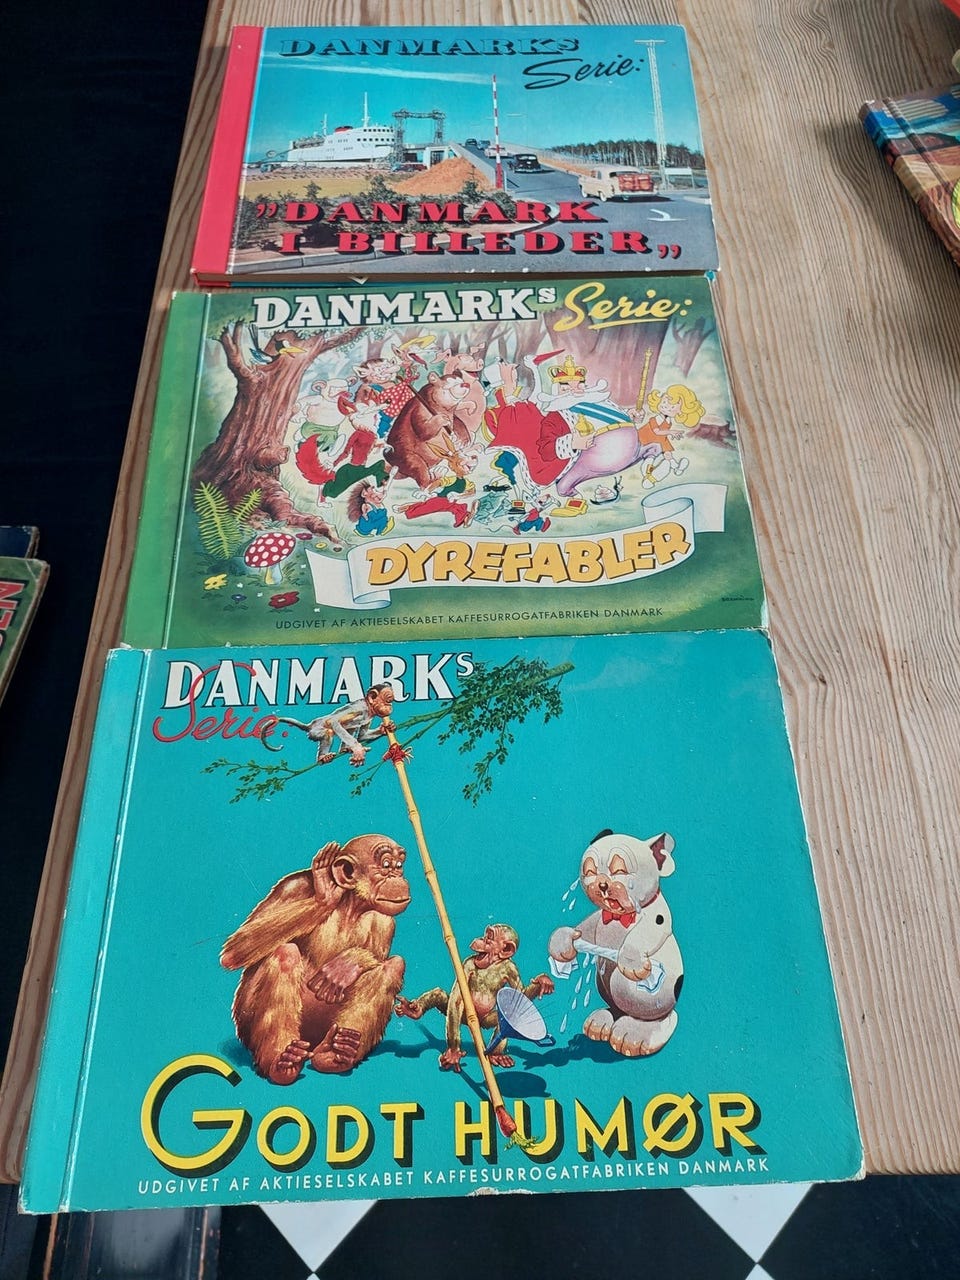 DANMARKs
Serie:
„DANMARK
I BILLEDER„
DANMARKs Serie:
DYREFABLER
UDGIVET AF AKTIESELSKABET KAFFESURROGATFABRIKEN DANMARK
DANMARKs
Serie:
GODT HUMØR
UDGIVET AF AKTIESELSKABET KAFFESURROGATFABRIKEN DANMARK